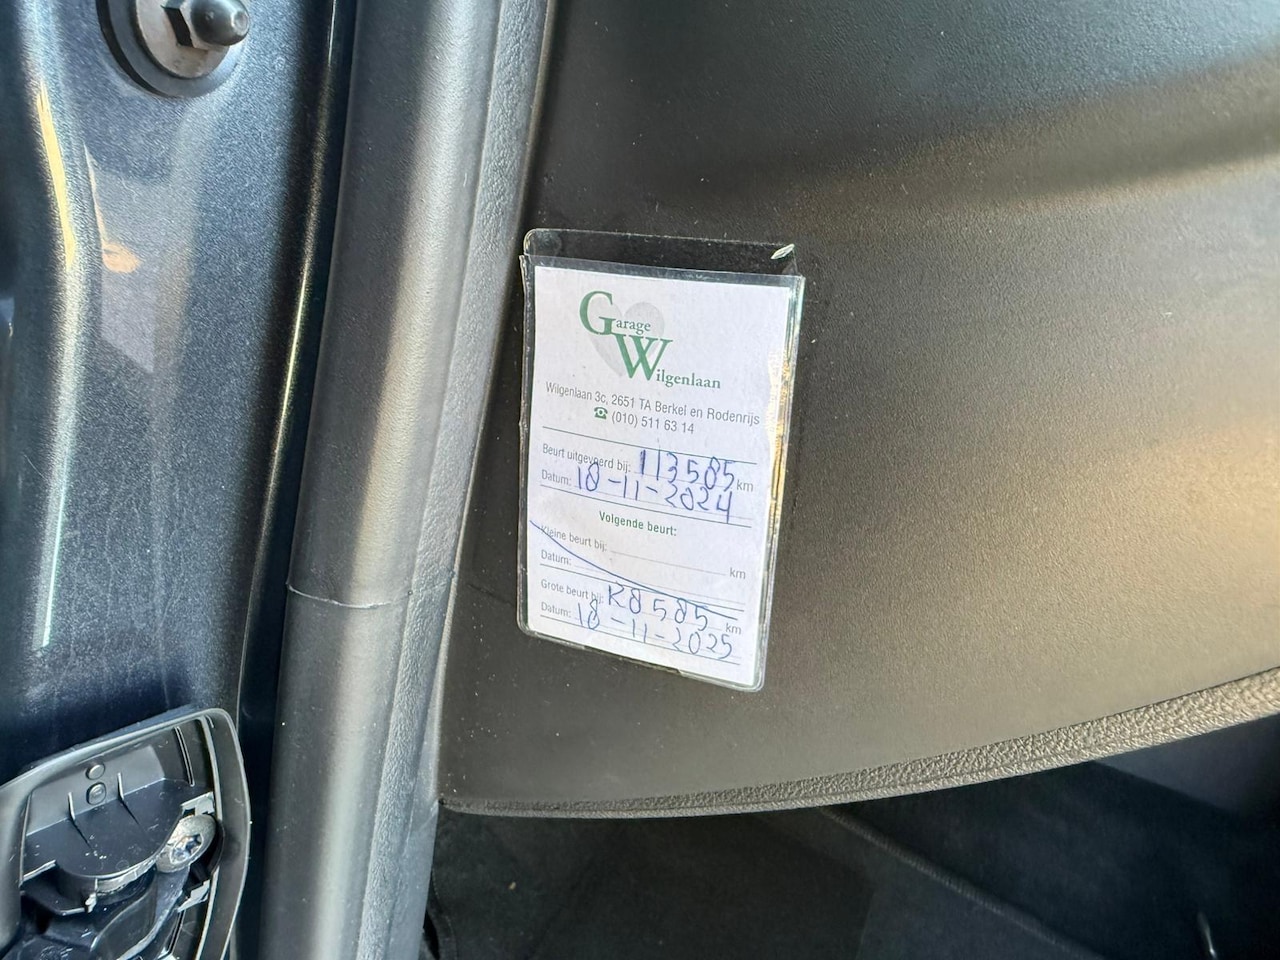 Garage
Wilgenlaan
Wilgenlaan 3c, 2651 TA Berkel en Rodenrijs
☎ (010) 511 63 14
Beurt uitgevoerd bij: 113585 km
Datum: 18-11-2024
Volgende beurt:
Kleine beurt bij: km
Datum:
Grote beurt bij: 8585 km
Datum: 18-11-2025